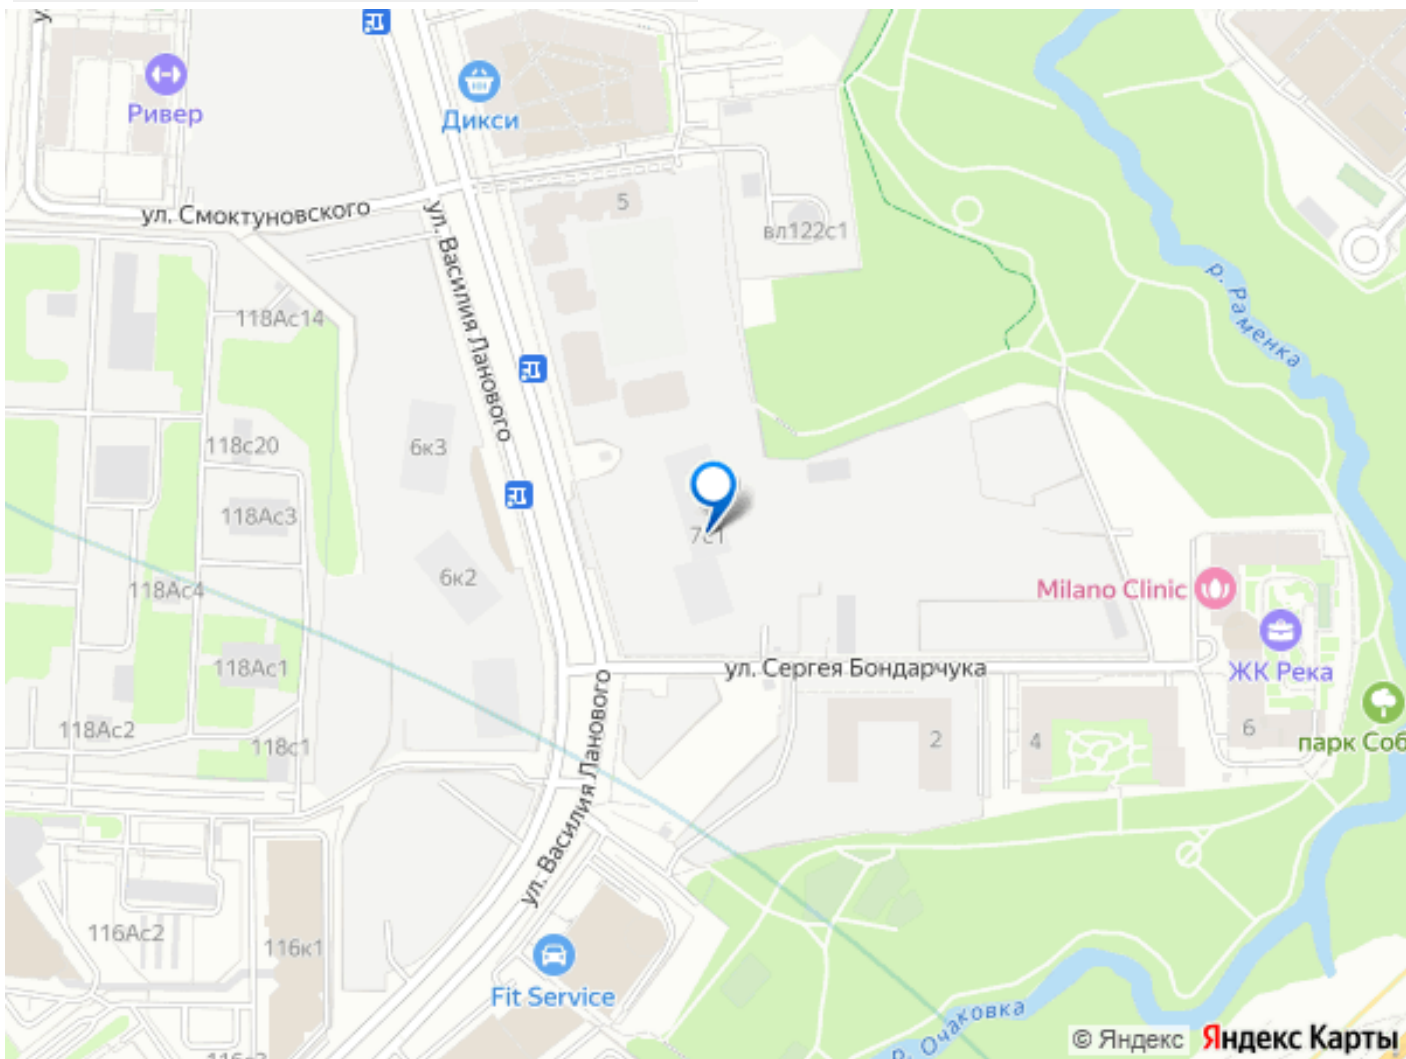 Ривер
Дикси
ул. Смоктуновского
5
вл122с1
ул. Василия Ланового
р. Раменка
118Ас14
6к3
118с20
118Ас3
7с1
6к2
118Ас4
Milano Clinic
ЖК Река
118Ас1
ул. Сергея Бондарчука
118Ас2
118с1
2
4
6
парк Соб
ул. Василия Ланового
116Ас2
116к1
Fit Service
р. Очаковка
© Яндекс Яндекс Карты